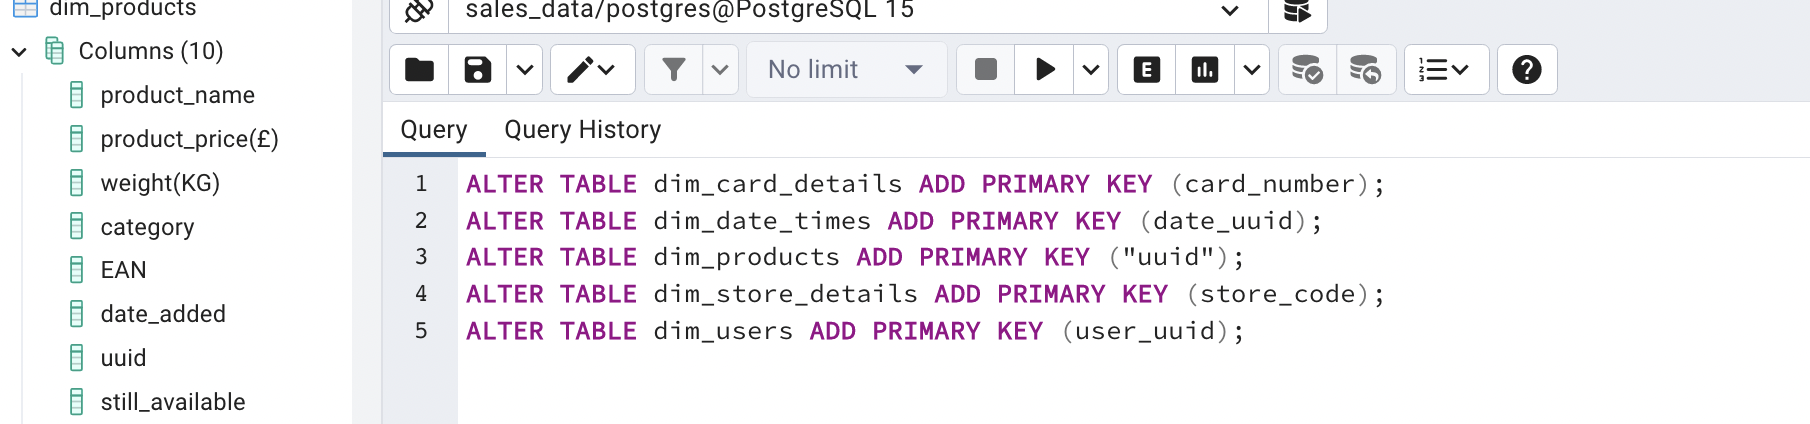 dim_products
Columns (10)
product_name
product_price(£)
weight(KG)
category
EAN
date_added
uuid
still_available
sales_data/postgres@PostgreSQL 15
No limit
E
1
2
3
?
Query Query History
1 ALTER TABLE dim_card_details ADD PRIMARY KEY (card_number);
2 ALTER TABLE dim_date_times ADD PRIMARY KEY (date_uuid);
3 ALTER TABLE dim_products ADD PRIMARY KEY ("uuid");
4 ALTER TABLE dim_store_details ADD PRIMARY KEY (store_code);
5 ALTER TABLE dim_users ADD PRIMARY KEY (user_uuid);